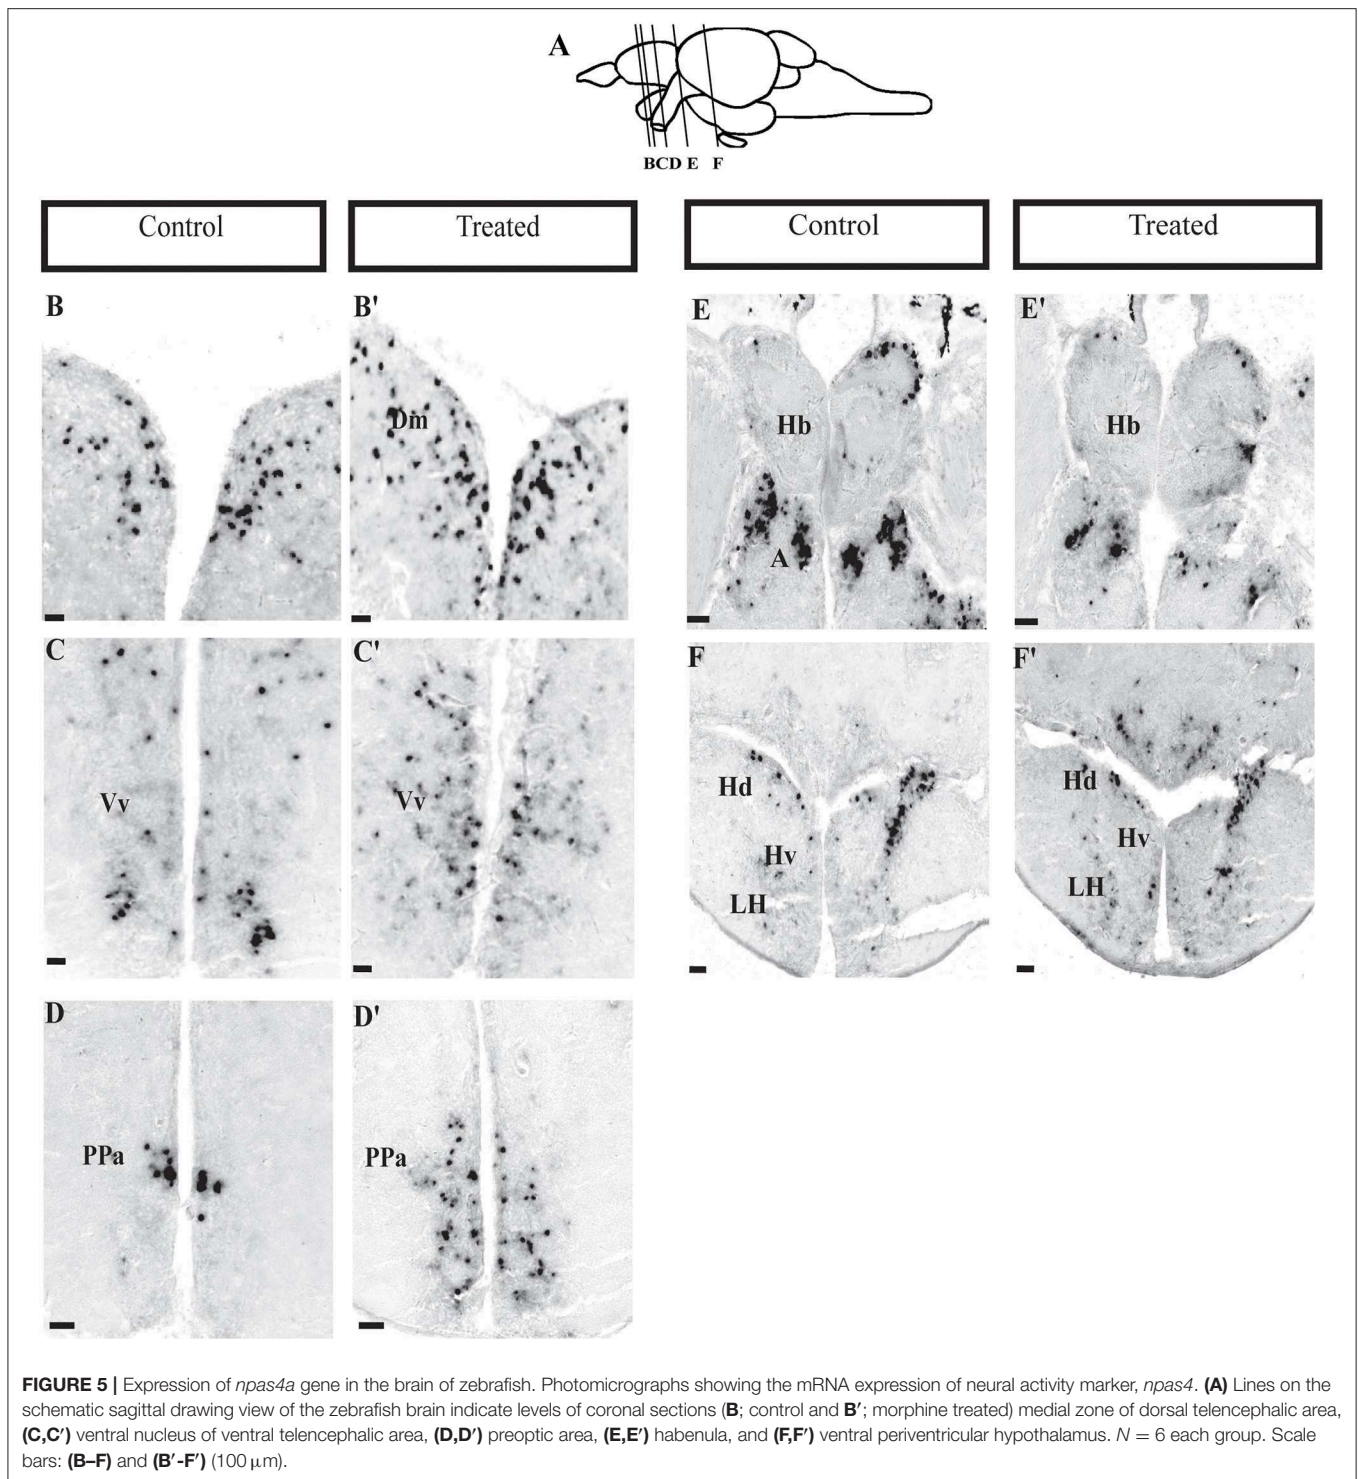 A
BCD E F
Control Treated Control Treated
B B' E E'
Dm
Hb Hb
A
C C' F F'
Vv Vv
Hd Hd
Hv Hv
LH LH
D D'
PPa PPa
FIGURE 5 | Expression of npas4a gene in the brain of zebrafish. Photomicrographs showing the mRNA expression of neural activity marker, npas4. (A) Lines on the
schematic sagittal drawing view of the zebrafish brain indicate levels of coronal sections (B; control and B′; morphine treated) medial zone of dorsal telencephalic area,
(C,C′) ventral nucleus of ventral telencephalic area, (D,D′) preoptic area, (E,E′) habenula, and (F,F′) ventral periventricular hypothalamus. N = 6 each group. Scale
bars: (B–F) and (B′-F′) (100 μm).